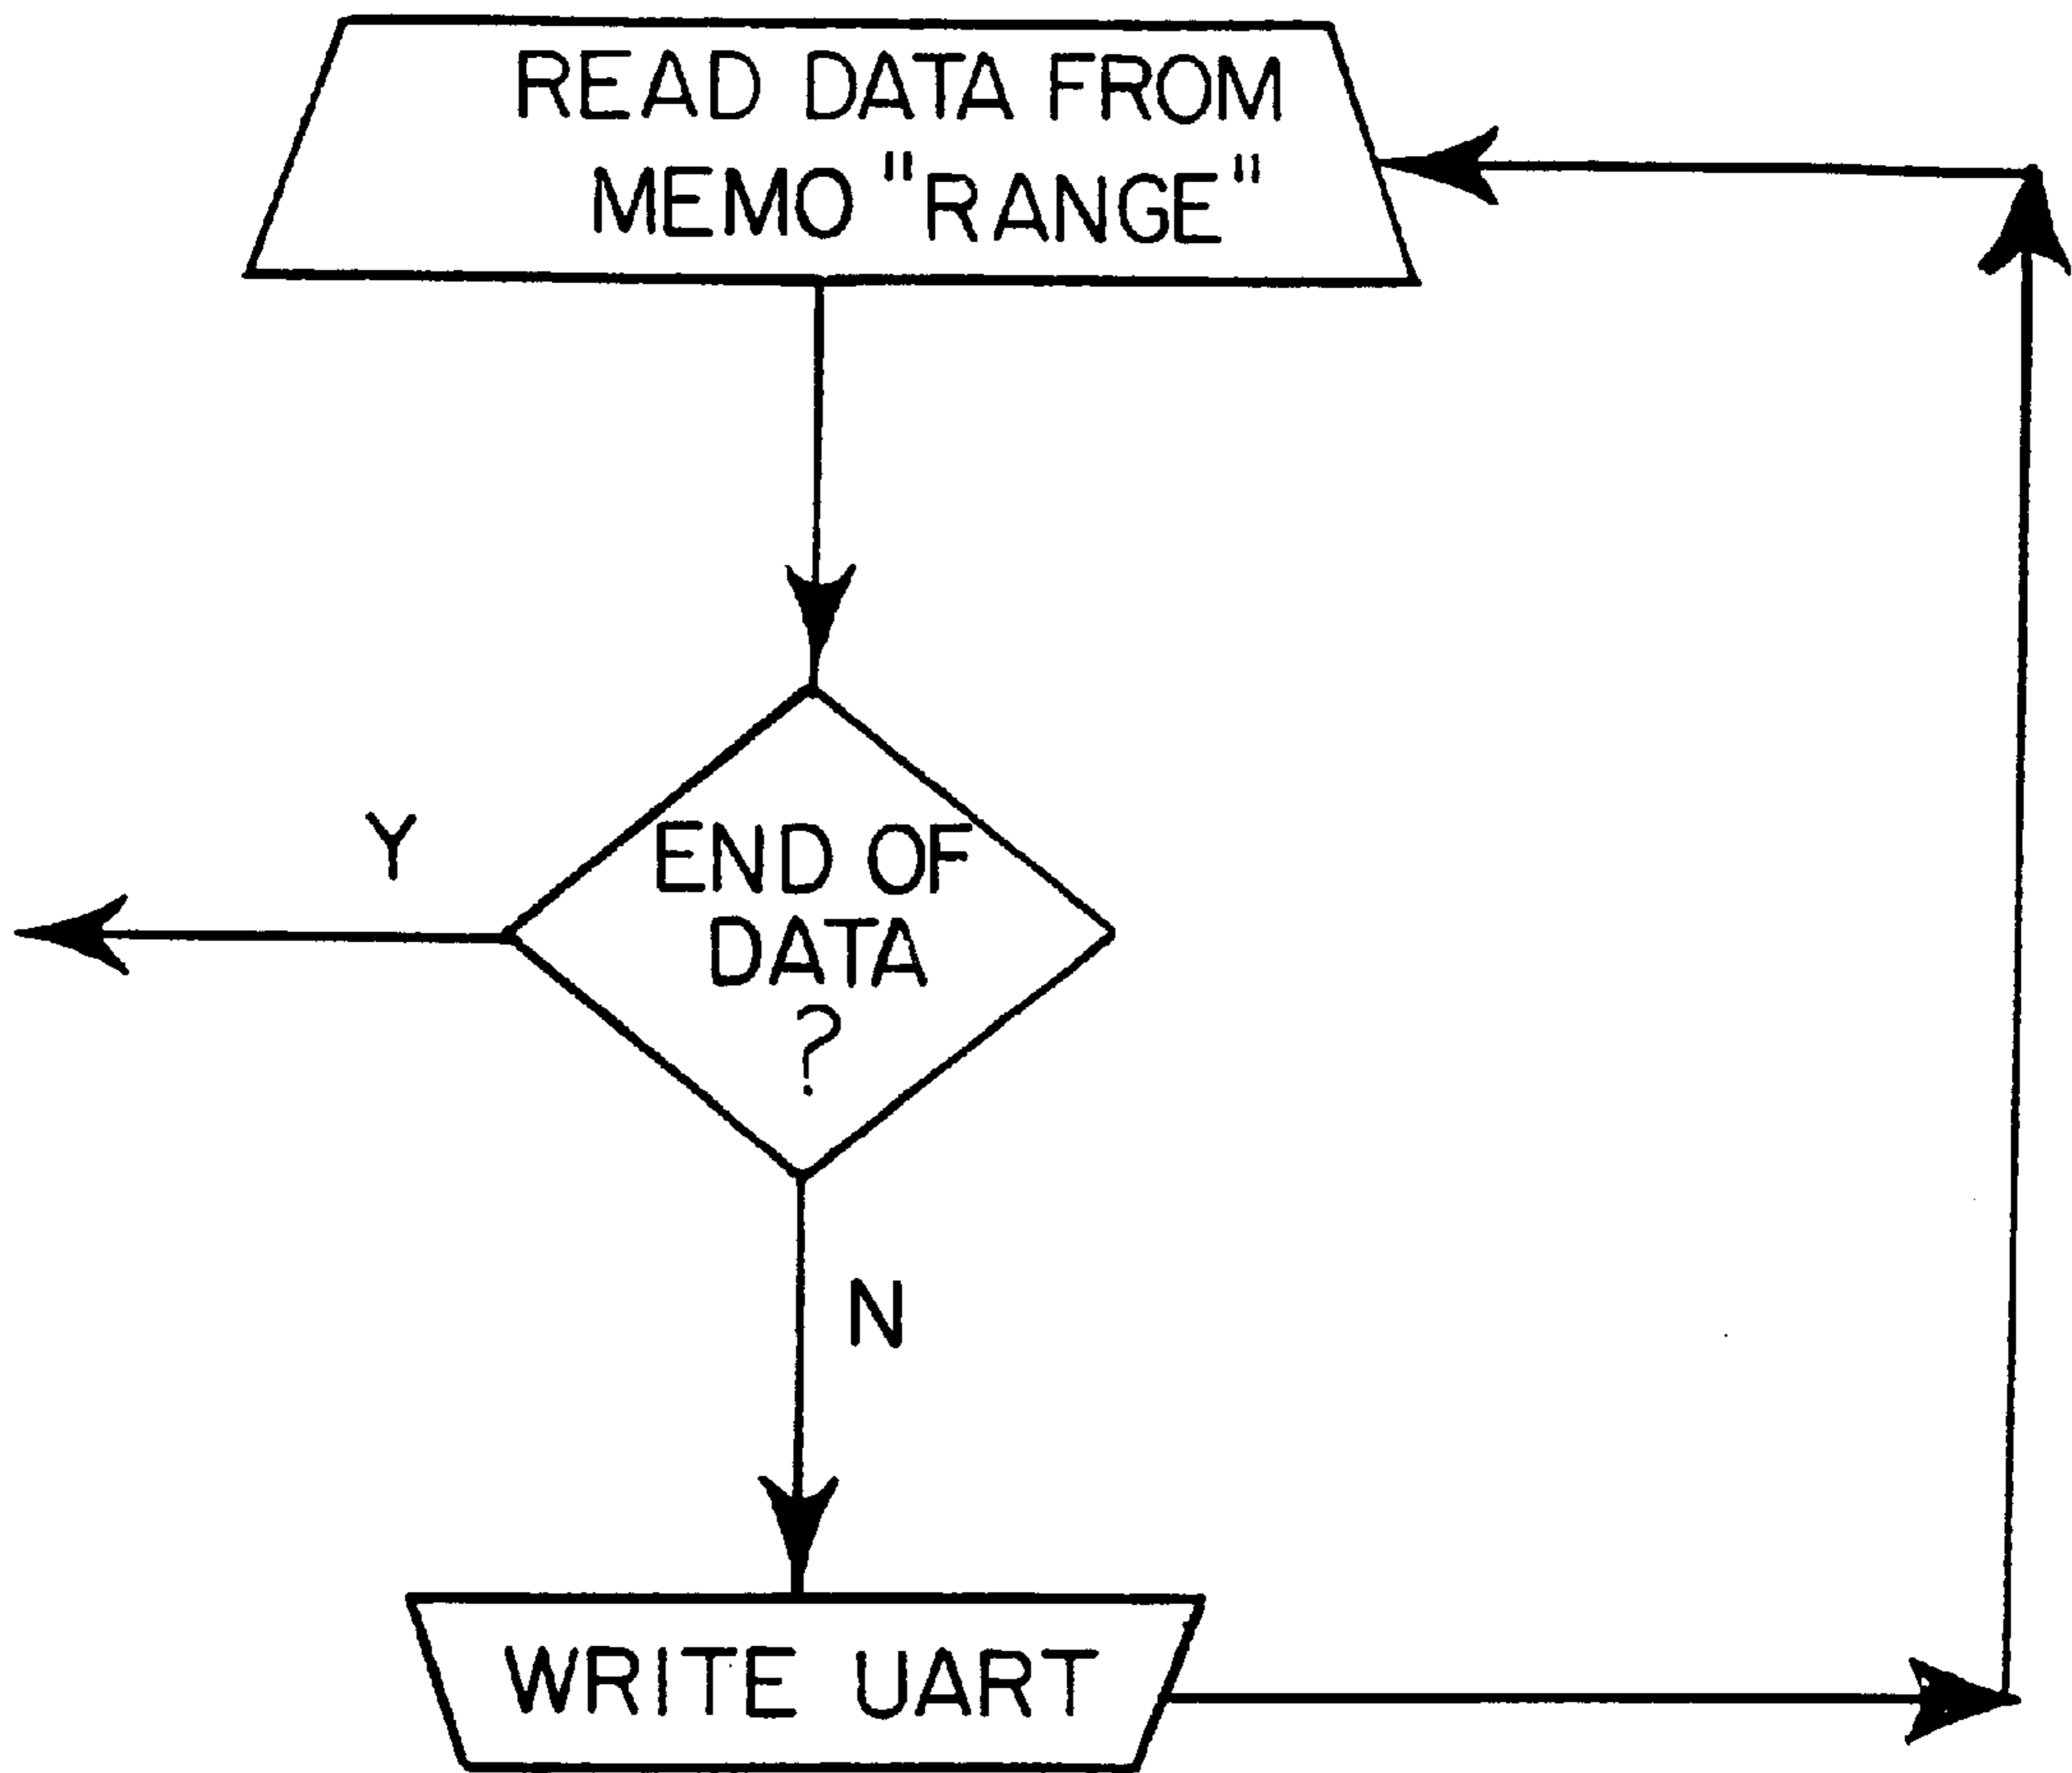 READ DATA FROM
MEMO "RANGE"
Y
END OF
DATA
?
N
WRITE UART